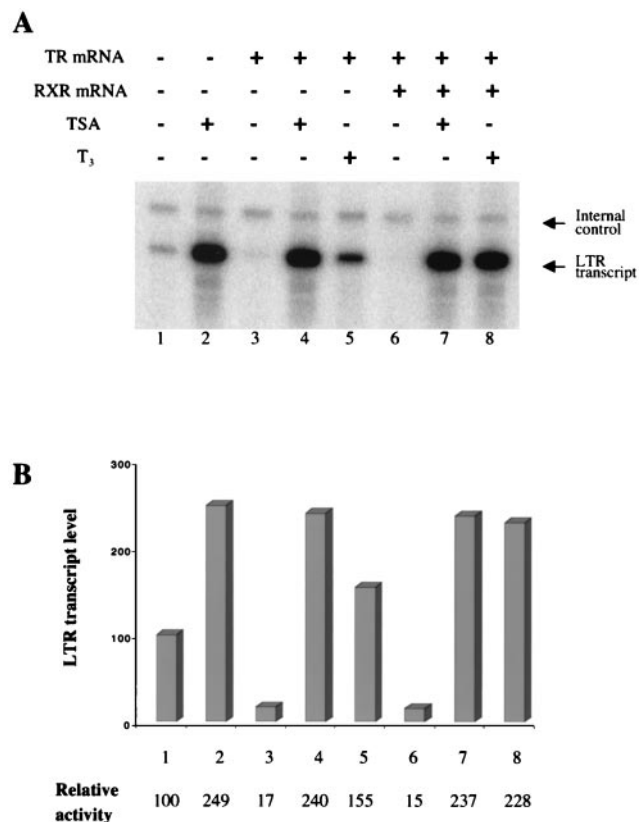 A
TR mRNA - - + + + + + +
RXR mRNA - - - - - + + +
TSA - + - + - - + -
T3 - - - - + - - +
Internal
control
LTR
transcript
1 2 3 4 5 6 7 8
B
LTR transcript level
300
200
100
0
1 2 3 4 5 6 7 8
Relative
activity
100 249 17 240 155 15 237 228